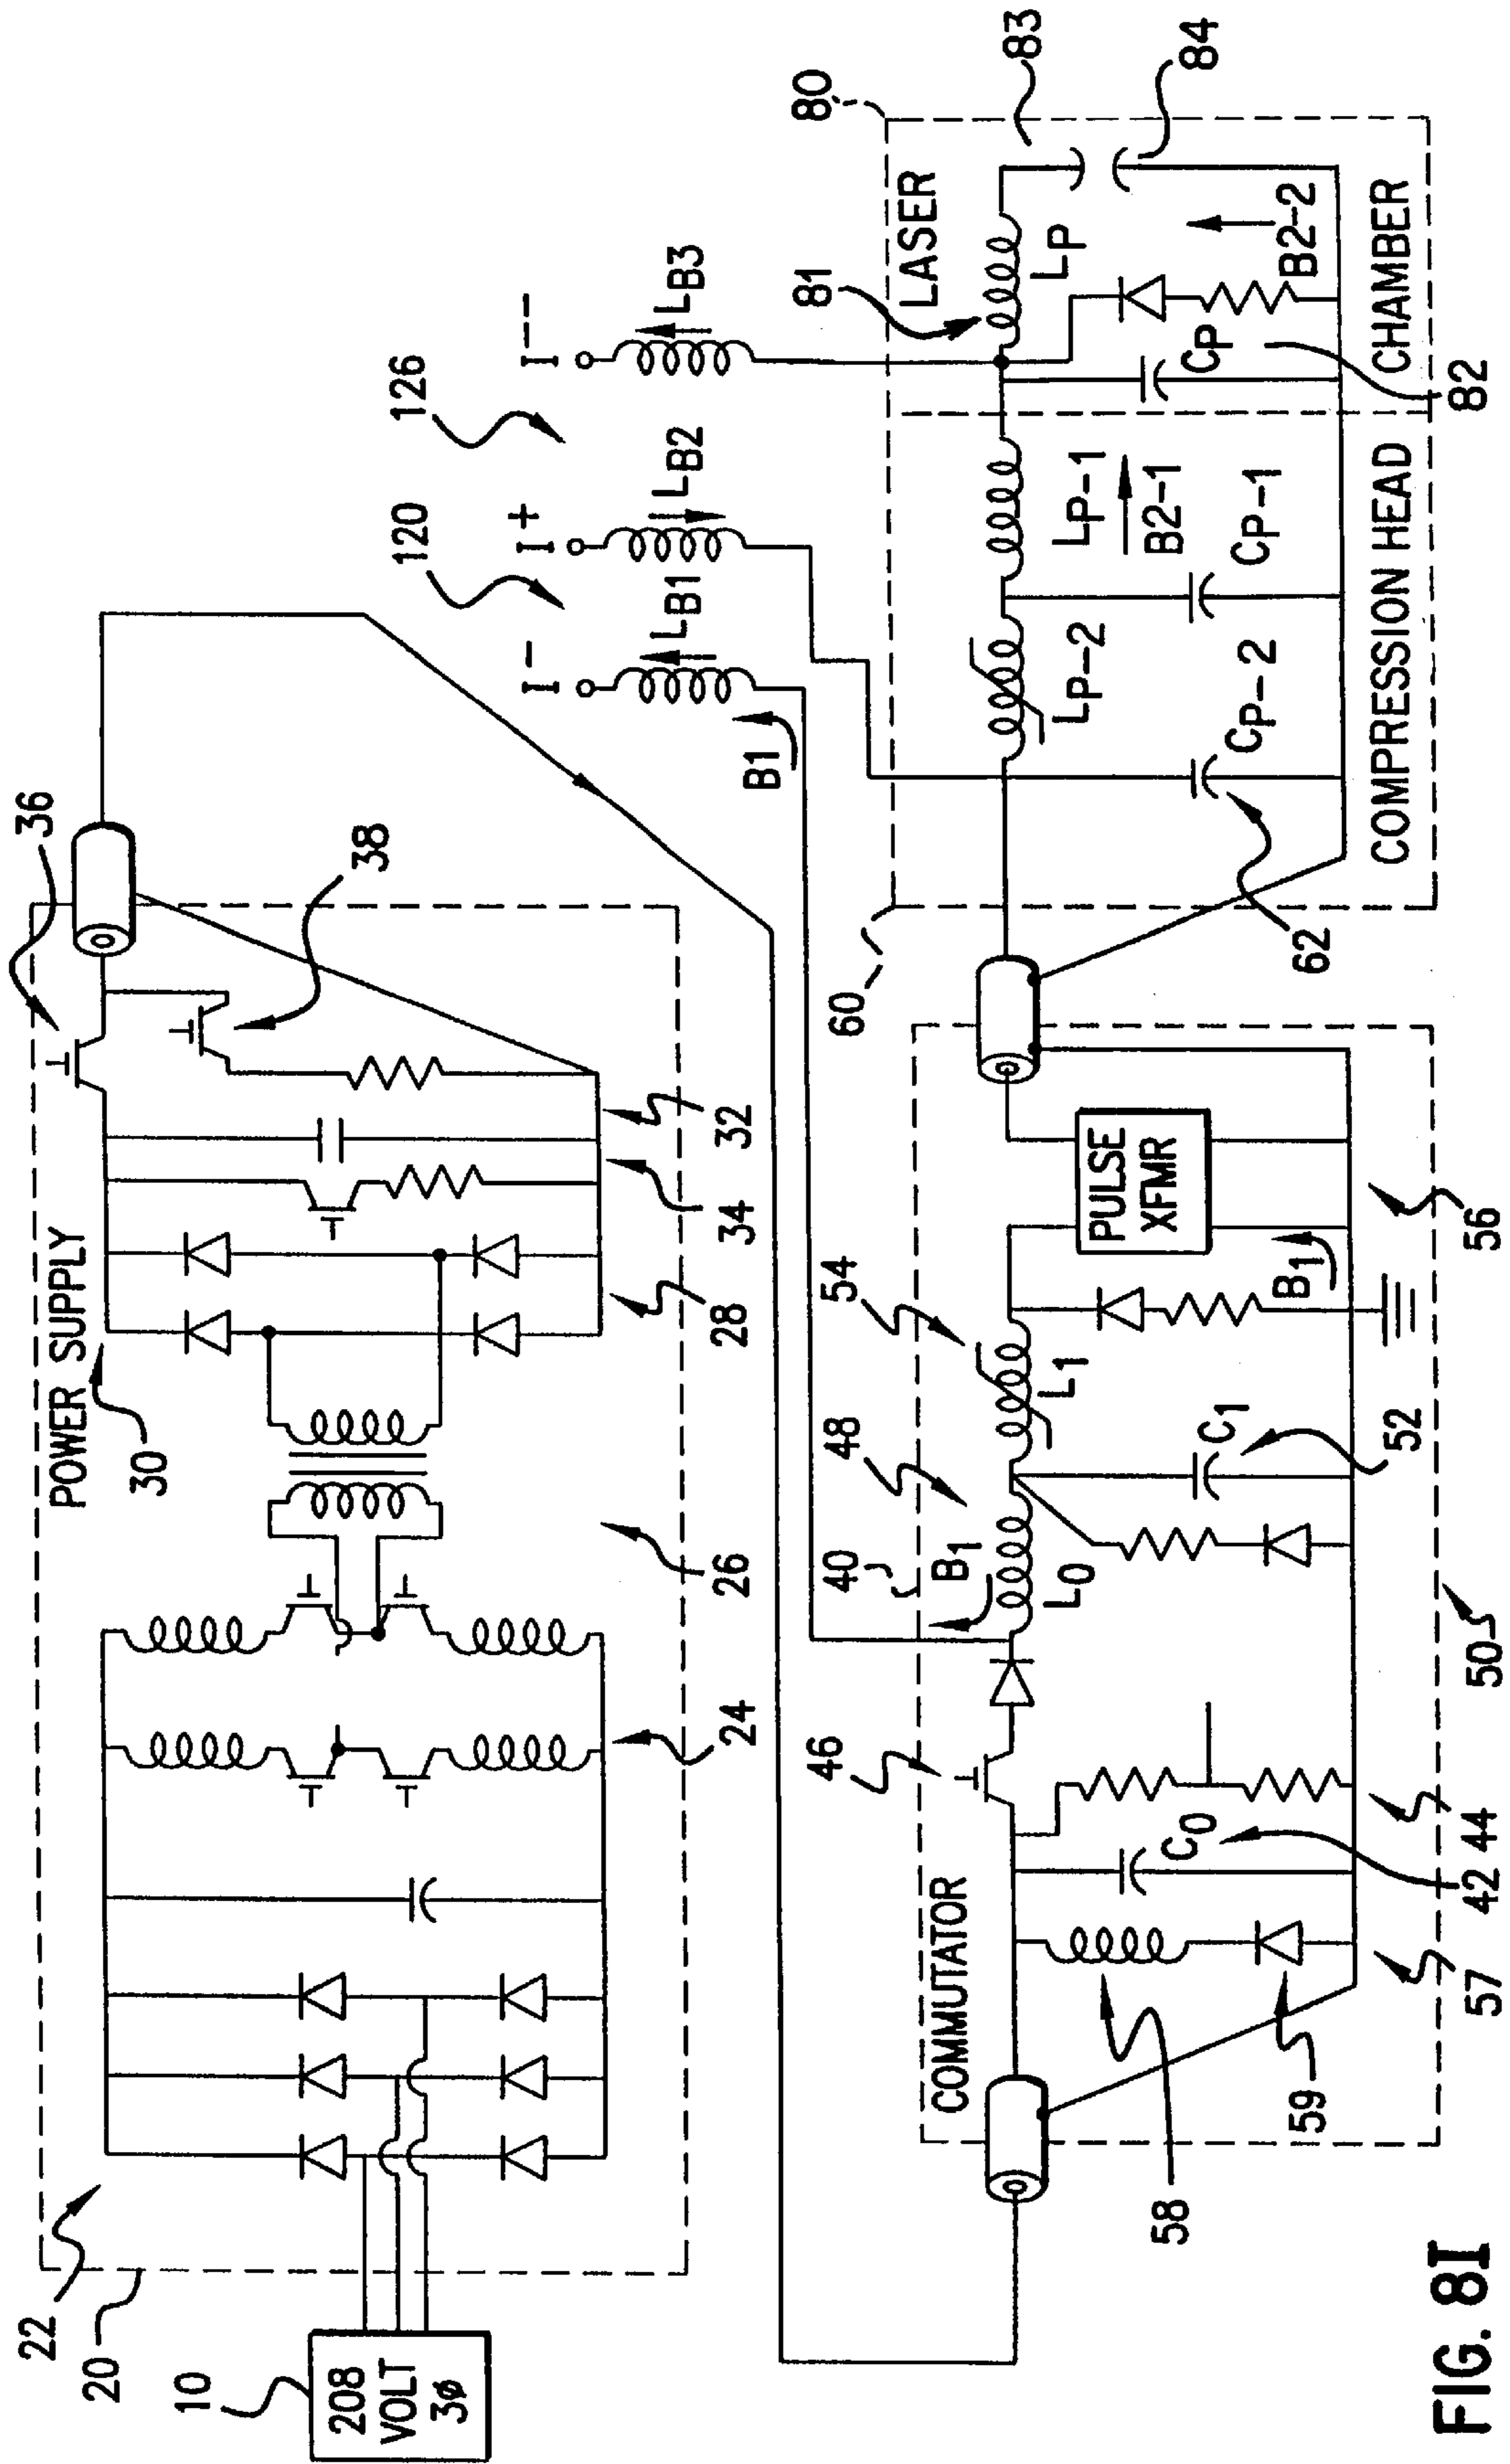 POWER SUPPLY
22
20
10
208
VOLT
3ø
30
36
38
24
26
28
34
32
I-
I+
I--
120
126
LB1
LB2
LB3
B1
COMMUTATOR
46
40
B1
48
54
L0
L1
C0
C1
PULSE
XFMR
B1
58
59
57
42
44
50
52
56
60
62
80
81
83
84
82
LASER
CHAMBER
COMPRESSION HEAD
LP-2
LP-1
B2-1
LP
CP-2
CP-1
CP
B2-2
FIG. 8I